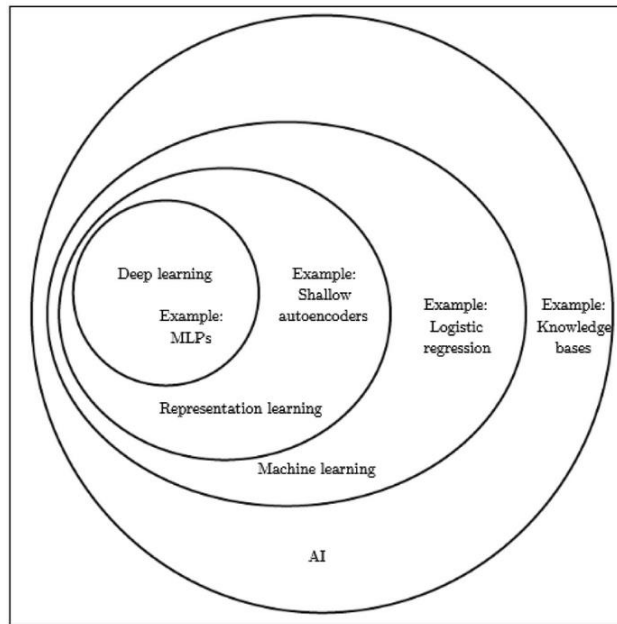 Deep learning
Example:
MLPs
Example:
Shallow
autoencoders
Example:
Logistic
regression
Example:
Knowledge
bases
Representation learning
Machine learning
AI